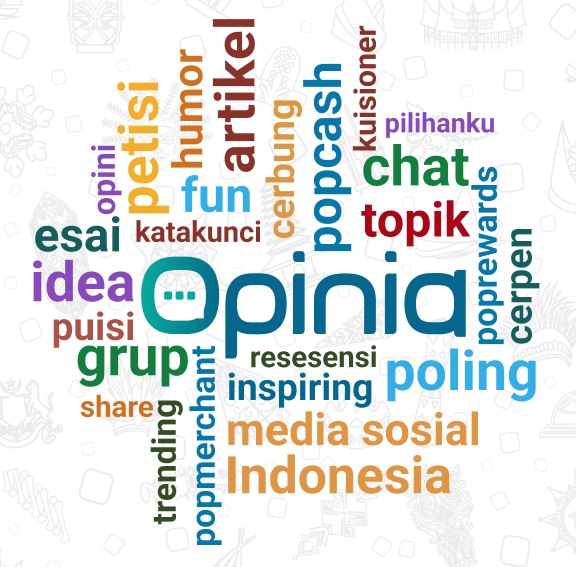 artikel
humor
kuisioner
petisi
popcash
cerbung
pilihanku
opini
fun
chat
poprewards
esai
katakunci
topik
cerpen
idea
Opinia
puisi
grup
resesensi
poling
popmerchant
inspiring
share
trending
media sosial
Indonesia